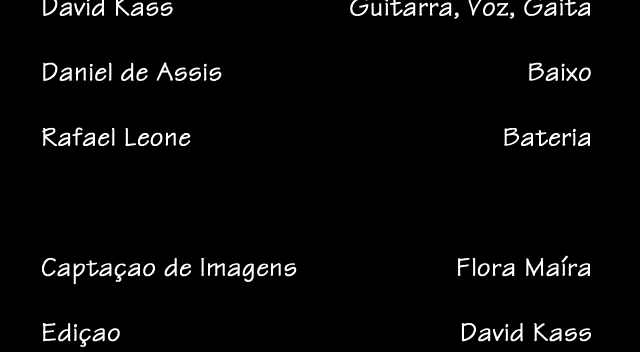 David Kass Guitarra, Voz, Gaita
Daniel de Assis Baixo
Rafael Leone Bateria
Captaçao de Imagens Flora Maíra
Ediçao David Kass